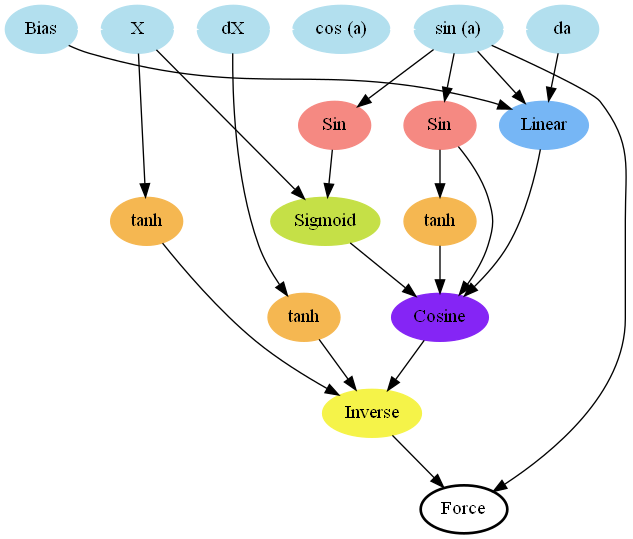 Bias
X
dX
cos (a)
sin (a)
da
Sin
Sin
Linear
tanh
Sigmoid
tanh
tanh
Cosine
Inverse
Force